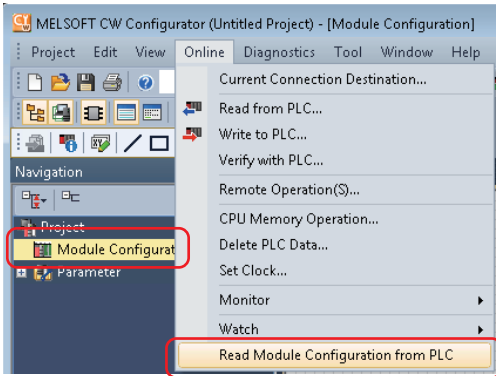 MELSOFT CW Configurator (Untitled Project) - [Module Configuration]
Project Edit View Online Diagnostics Tool Window Help
Current Connection Destination...
Read from PLC...
Write to PLC...
Verify with PLC...
Navigation
Remote Operation(S)...
Project
CPU Memory Operation...
Module Configurat
Delete PLC Data...
Parameter
Set Clock...
Monitor
Watch
Read Module Configuration from PLC